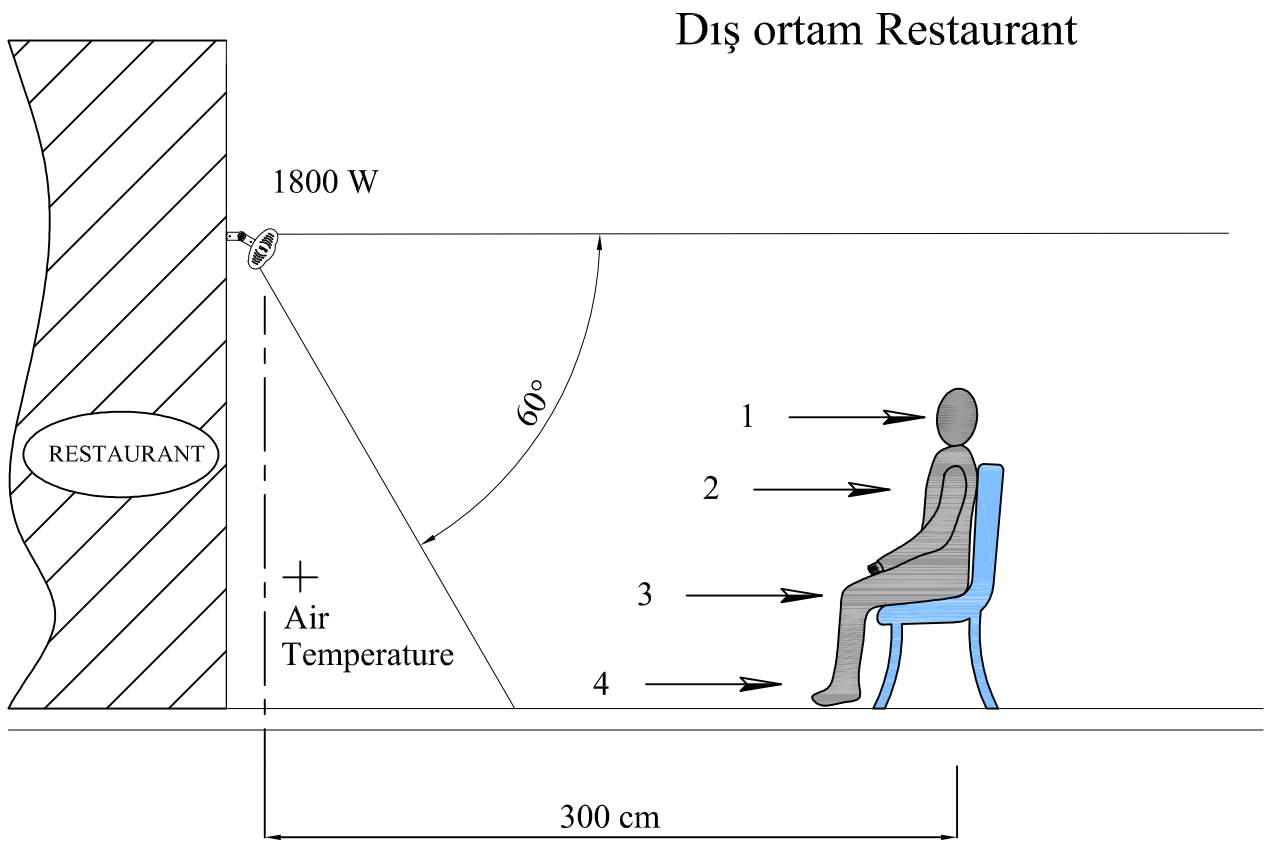 Dış ortam Restaurant
1800 W
60°
1
RESTAURANT
2
3
Air
Temperature
4
300 cm